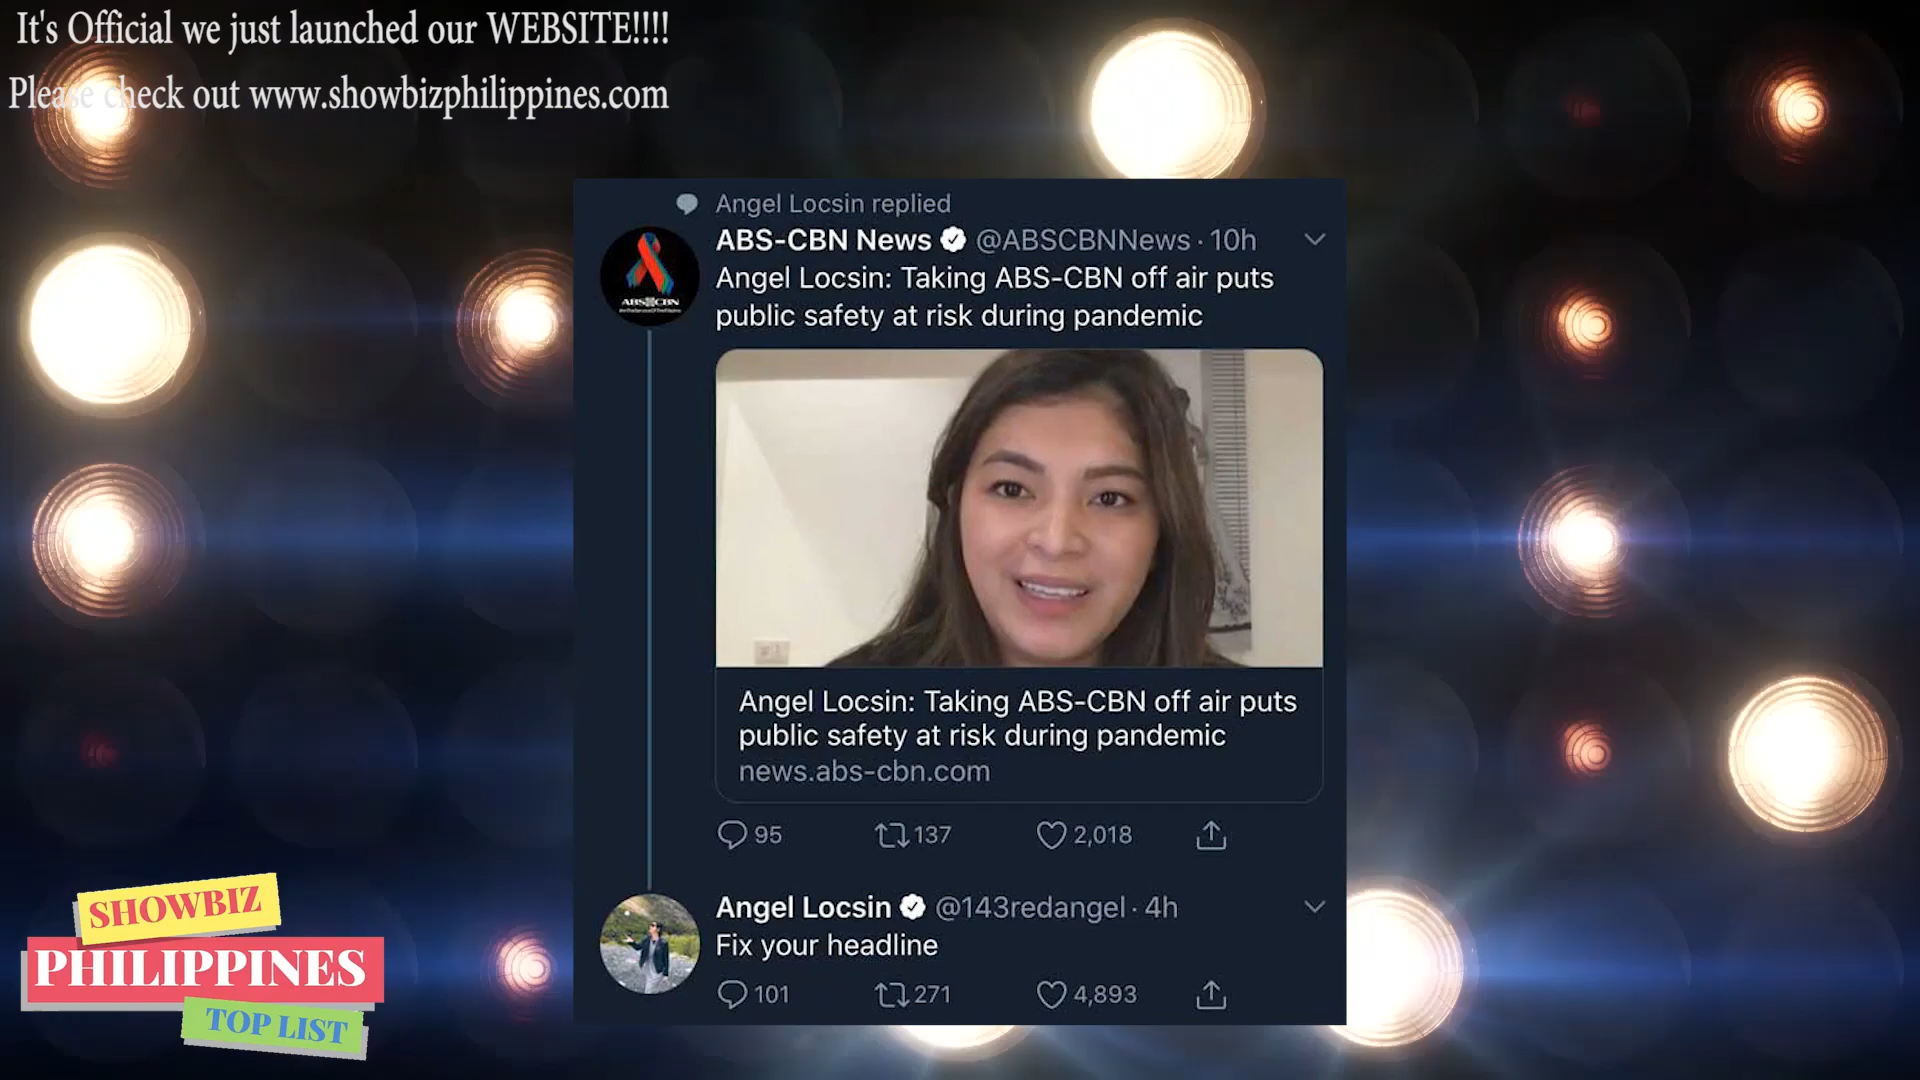 It's Official we just launched our WEBSITE!!!!
Please check out www.showbizphilippines.com
Angel Locsin replied
ABS-CBN News @ABSCBNNews · 10h
Angel Locsin: Taking ABS-CBN off air puts
public safety at risk during pandemic
ABS-CBN
Angel Locsin: Taking ABS-CBN off air puts
public safety at risk during pandemic
news.abs-cbn.com
95 137 2,018
Angel Locsin @143redangel · 4h
Fix your headline
101 271 4,893
SHOWBIZ
PHILIPPINES
TOP LIST